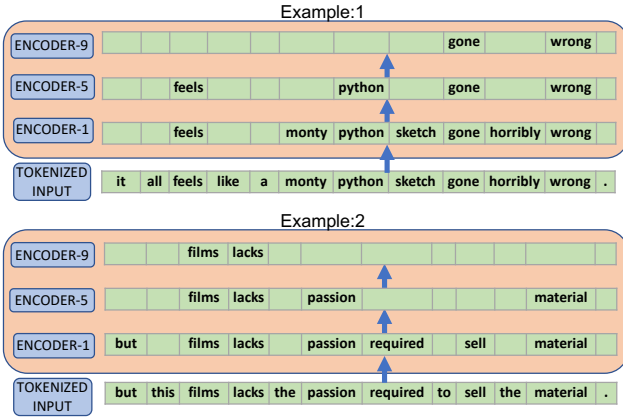 Example:1
ENCODER-9 gone wrong
ENCODER-5 feels python gone wrong
ENCODER-1 feels monty python sketch gone horribly wrong
TOKENIZED
INPUT
it all feels like a monty python sketch gone horribly wrong .
Example:2
ENCODER-9 films lacks
ENCODER-5 films lacks passion material
ENCODER-1 but films lacks passion required sell material
TOKENIZED
INPUT
but this films lacks the passion required to sell the material .